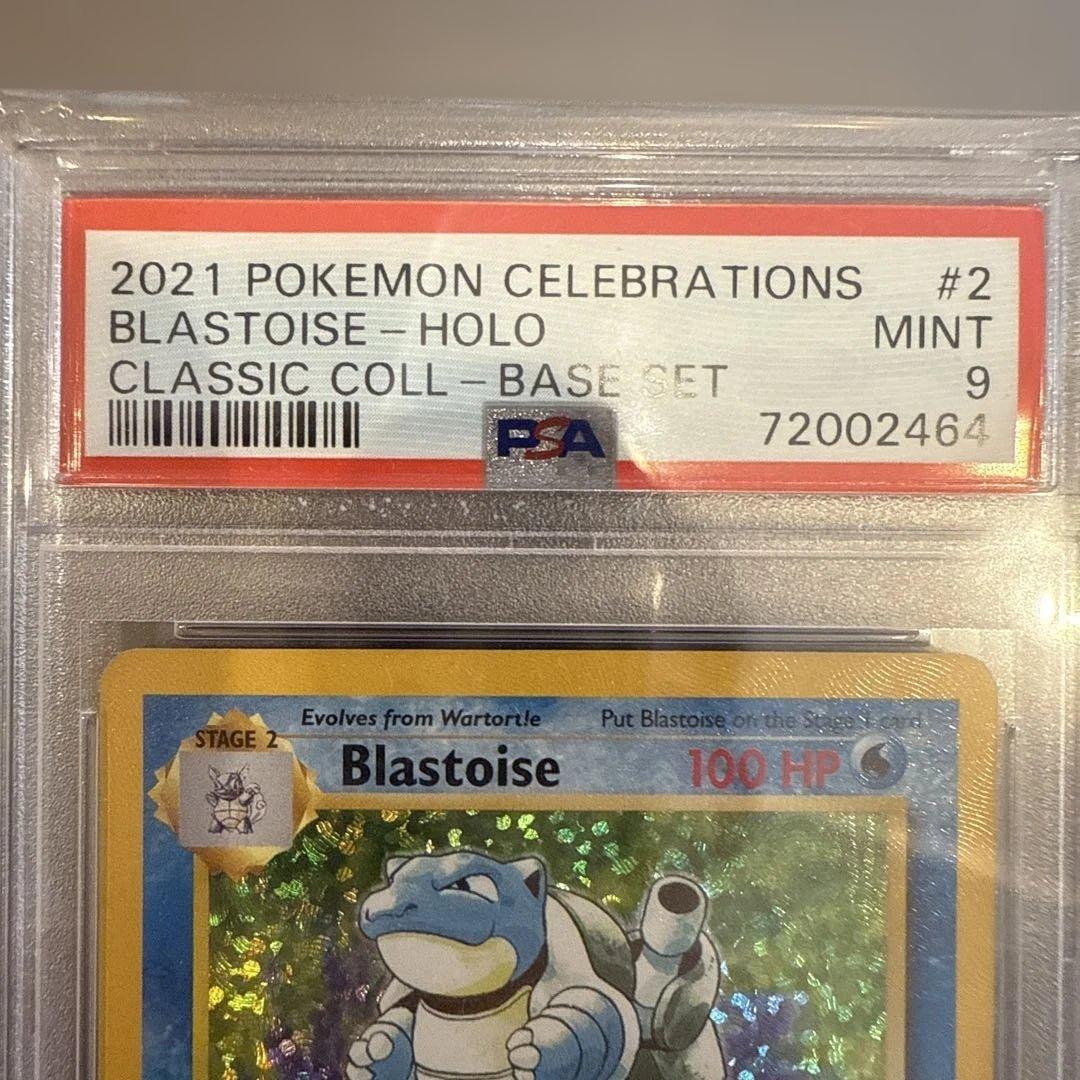 2021 POKEMON CELEBRATIONS #2
BLASTOISE – HOLO MINT
CLASSIC COLL – BASE SET 9
PSA 72002464
Evolves from Wartortle Put Blastoise on the Stage 1 card
STAGE 2
Blastoise 100 HP